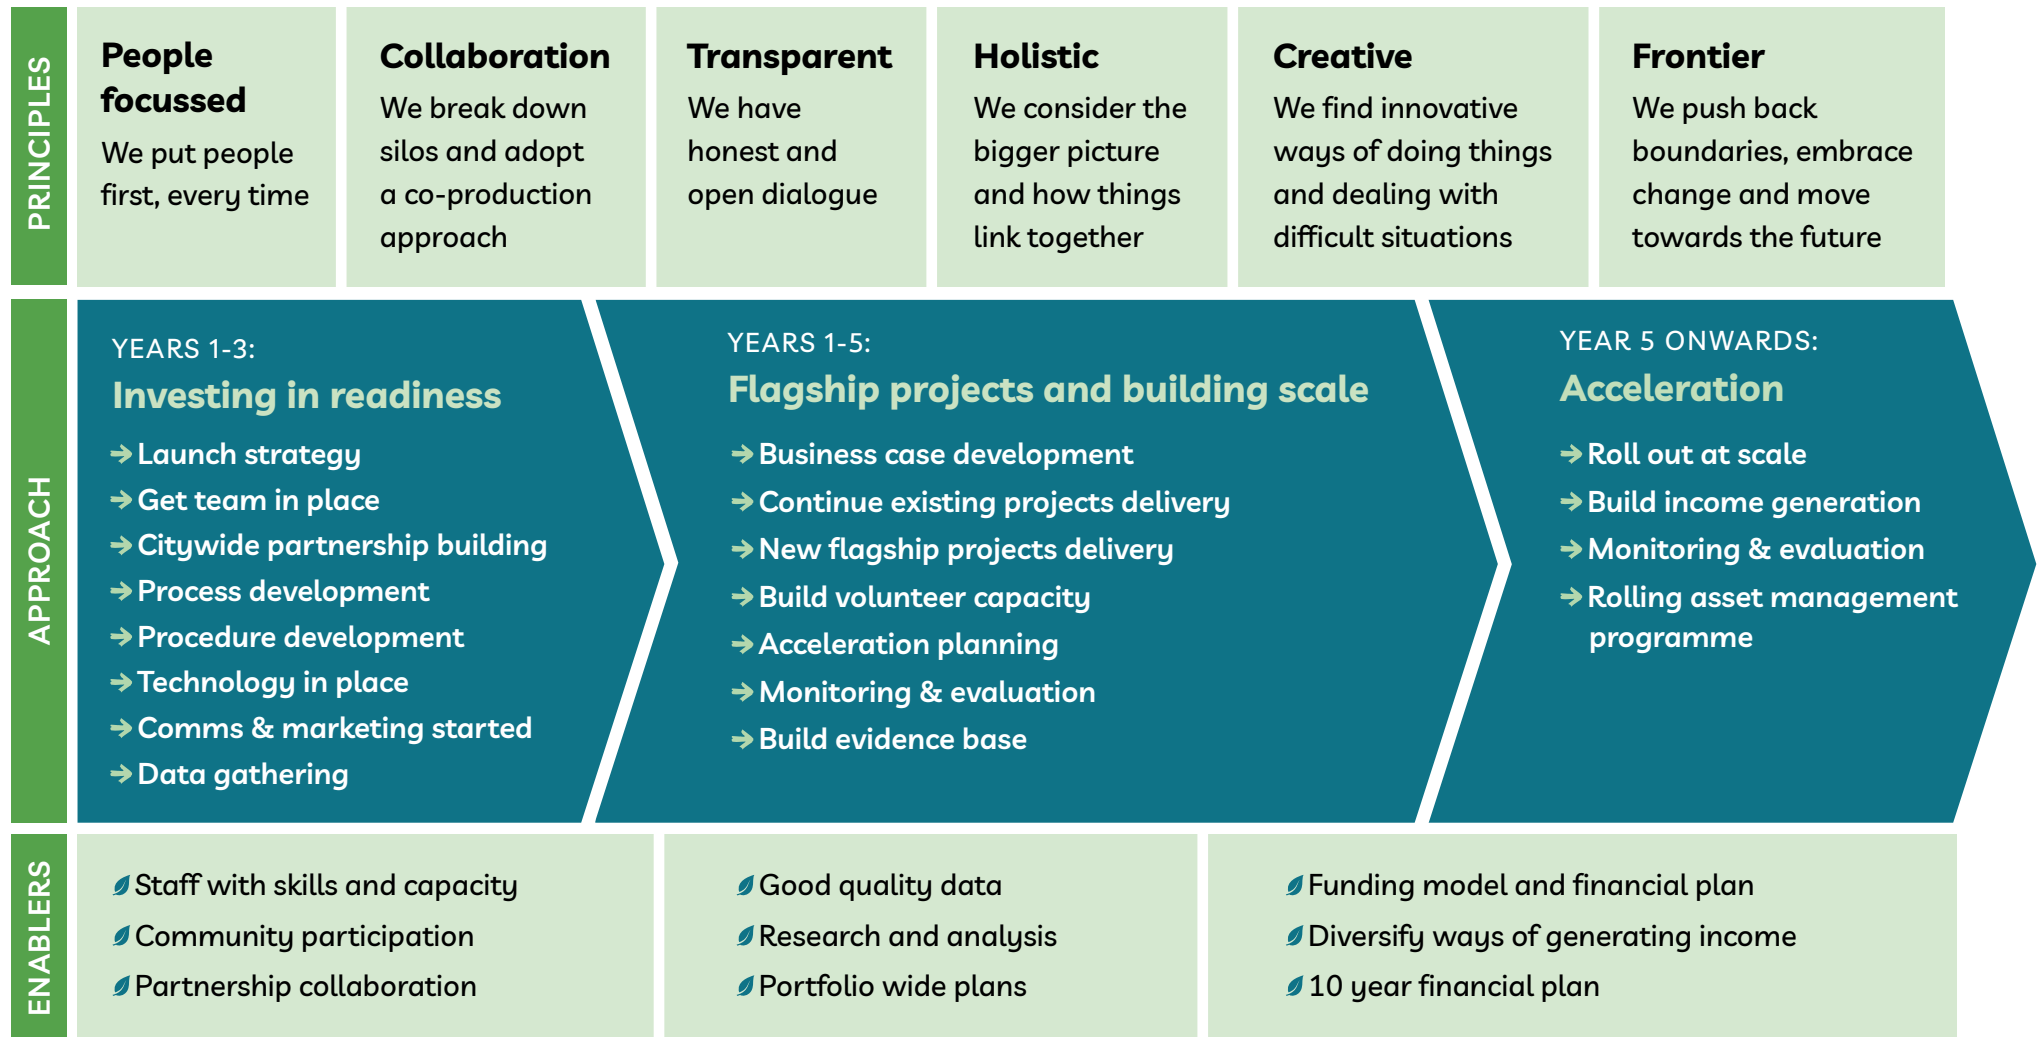 PRINCIPLES
People
focussed
We put people
first, every time
Collaboration
We break down
silos and adopt
a co-production
approach
Transparent
We have
honest and
open dialogue
Holistic
We consider the
bigger picture
and how things
link together
Creative
We find innovative
ways of doing things
and dealing with
difficult situations
Frontier
We push back
boundaries, embrace
change and move
towards the future
APPROACH
YEARS 1-3:
Investing in readiness
→ Launch strategy
→ Get team in place
→ Citywide partnership building
→ Process development
→ Procedure development
→ Technology in place
→ Comms & marketing started
→ Data gathering
YEARS 1-5:
Flagship projects and building scale
→ Business case development
→ Continue existing projects delivery
→ New flagship projects delivery
→ Build volunteer capacity
→ Acceleration planning
→ Monitoring & evaluation
→ Build evidence base
YEAR 5 ONWARDS:
Acceleration
→ Roll out at scale
→ Build income generation
→ Monitoring & evaluation
→ Rolling asset management
programme
ENABLERS
Staff with skills and capacity
Community participation
Partnership collaboration
Good quality data
Research and analysis
Portfolio wide plans
Funding model and financial plan
Diversify ways of generating income
10 year financial plan